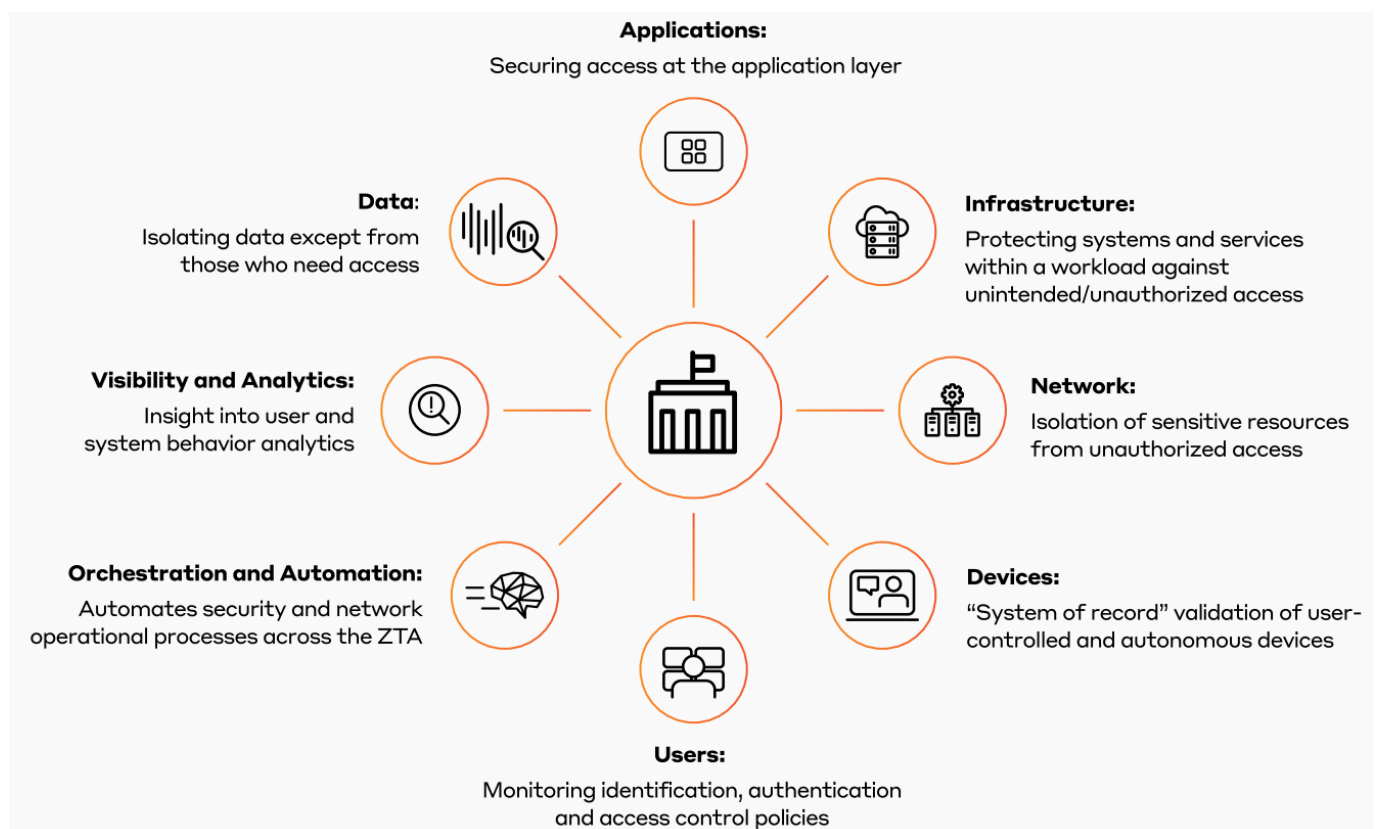 Applications:
Securing access at the application layer
Data:
Isolating data except from
those who need access
Infrastructure:
Protecting systems and services
within a workload against
unintended/unauthorized access
Visibility and Analytics:
Insight into user and
system behavior analytics
Network:
Isolation of sensitive resources
from unauthorized access
Orchestration and Automation:
Automates security and network
operational processes across the ZTA
Devices:
“System of record” validation of user-
controlled and autonomous devices
Users:
Monitoring identification, authentication
and access control policies